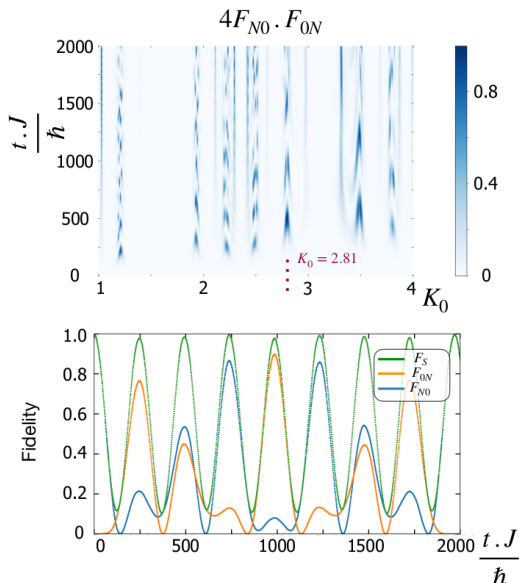 4F_{N0} . F_{0N}
2000
1500
1000
500
0
t . J
ℏ
K_0 = 2.81
1 2 3 4 K_0
0.8
0.4
0
1.0
0.8
0.6
0.4
0.2
0
Fidelity
F_S
F_{0N}
F_{N0}
0 500 1000 1500 2000
t . J
ℏ